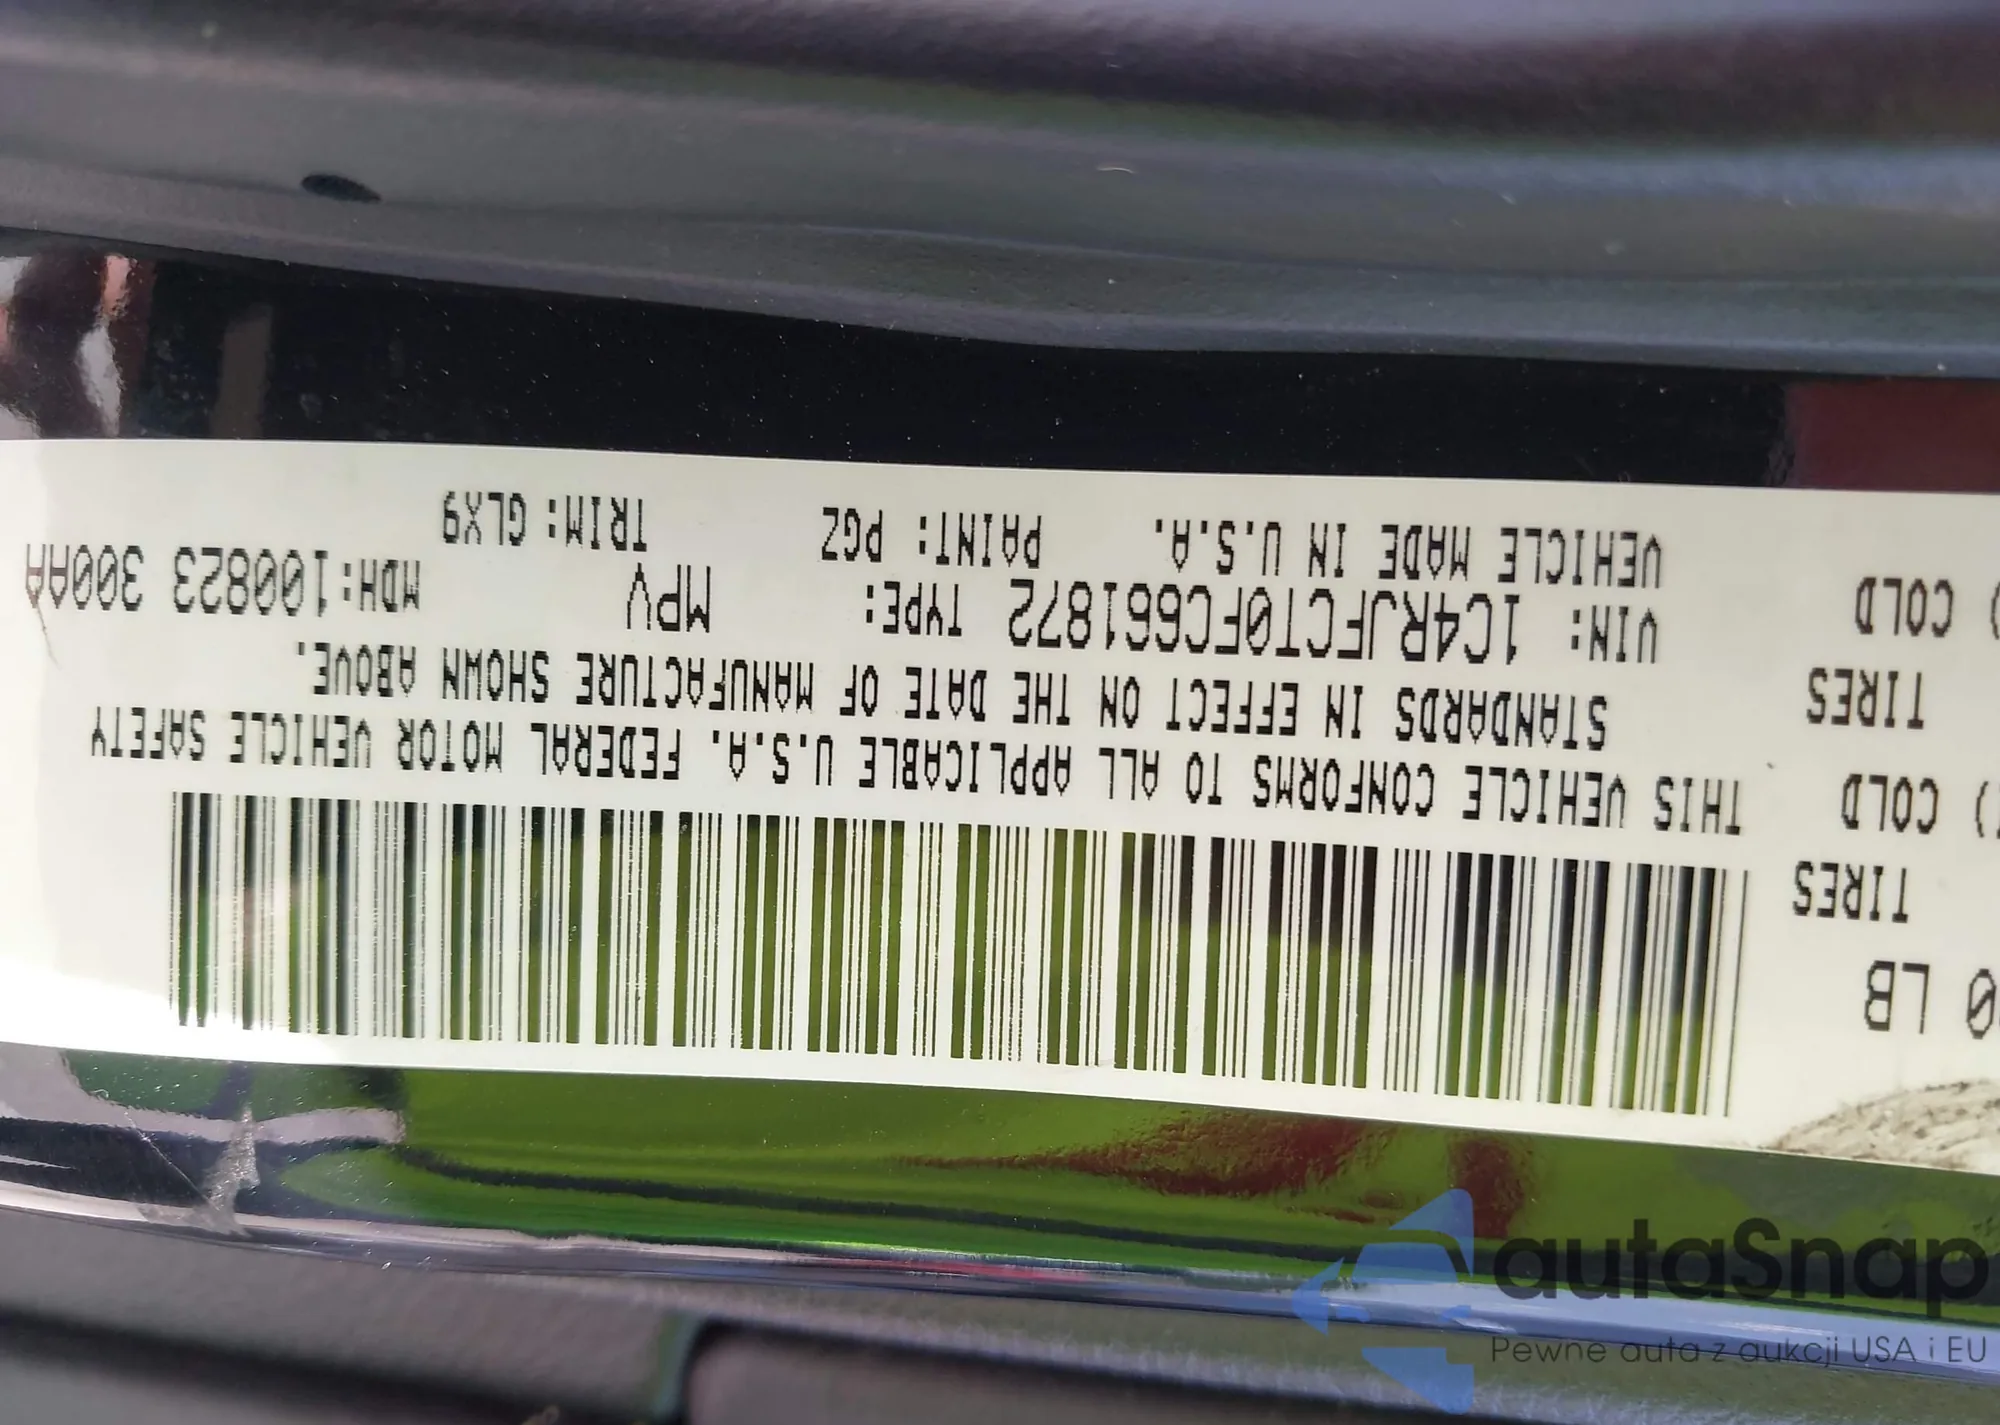 0 LB
TIRES
) COLD
TIRES
) COLD
THIS VEHICLE CONFORMS TO ALL APPLICABLE U.S.A. FEDERAL MOTOR VEHICLE SAFETY
STANDARDS IN EFFECT ON THE DATE OF MANUFACTURE SHOWN ABOVE.
VIN: 1C4RJFCT0FC661872 TYPE: MPV MDH:100823 300AA
VEHICLE MADE IN U.S.A. PAINT: PGZ TRIM: GLX9
autaSnap
Pewne auta z aukcji USA i EU